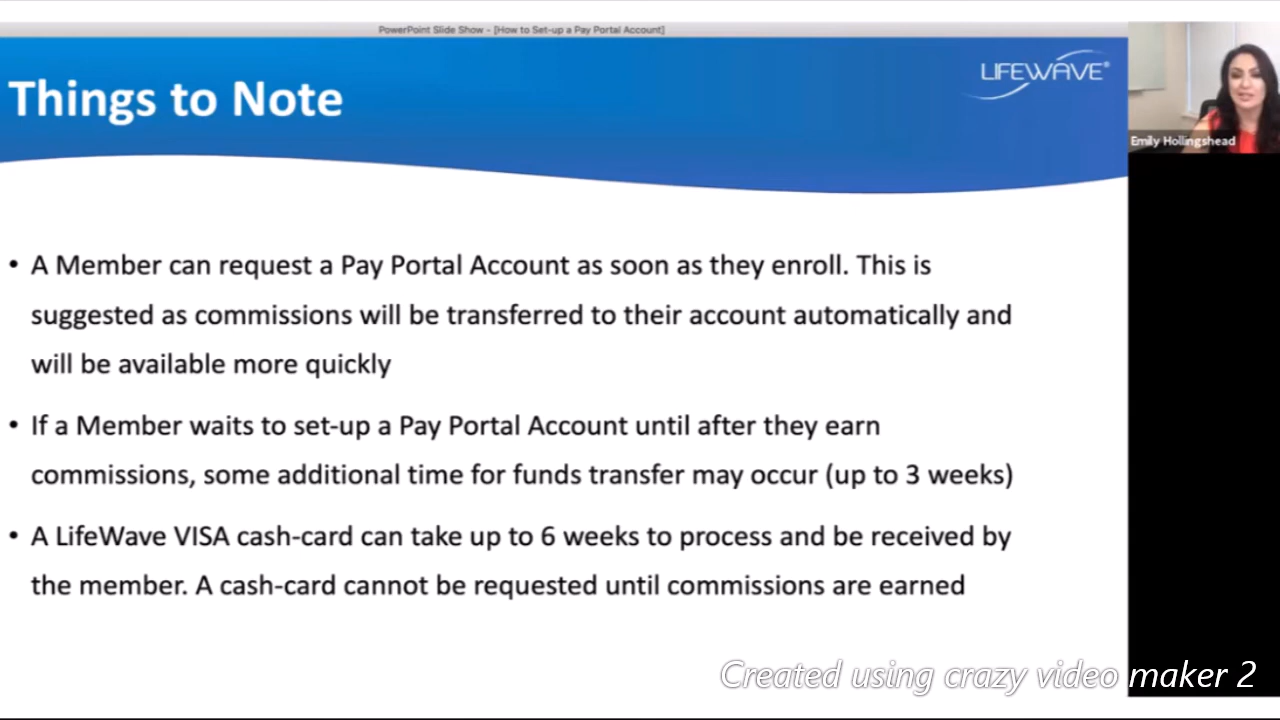 PowerPoint Slide Show - [How to Set-up a Pay Portal Account]
Things to Note
LIFEWAVE®
Emily Hollingshead
• A Member can request a Pay Portal Account as soon as they enroll. This is
suggested as commissions will be transferred to their account automatically and
will be available more quickly
• If a Member waits to set-up a Pay Portal Account until after they earn
commissions, some additional time for funds transfer may occur (up to 3 weeks)
• A LifeWave VISA cash-card can take up to 6 weeks to process and be received by
the member. A cash-card cannot be requested until commissions are earned
Created using crazy video maker 2